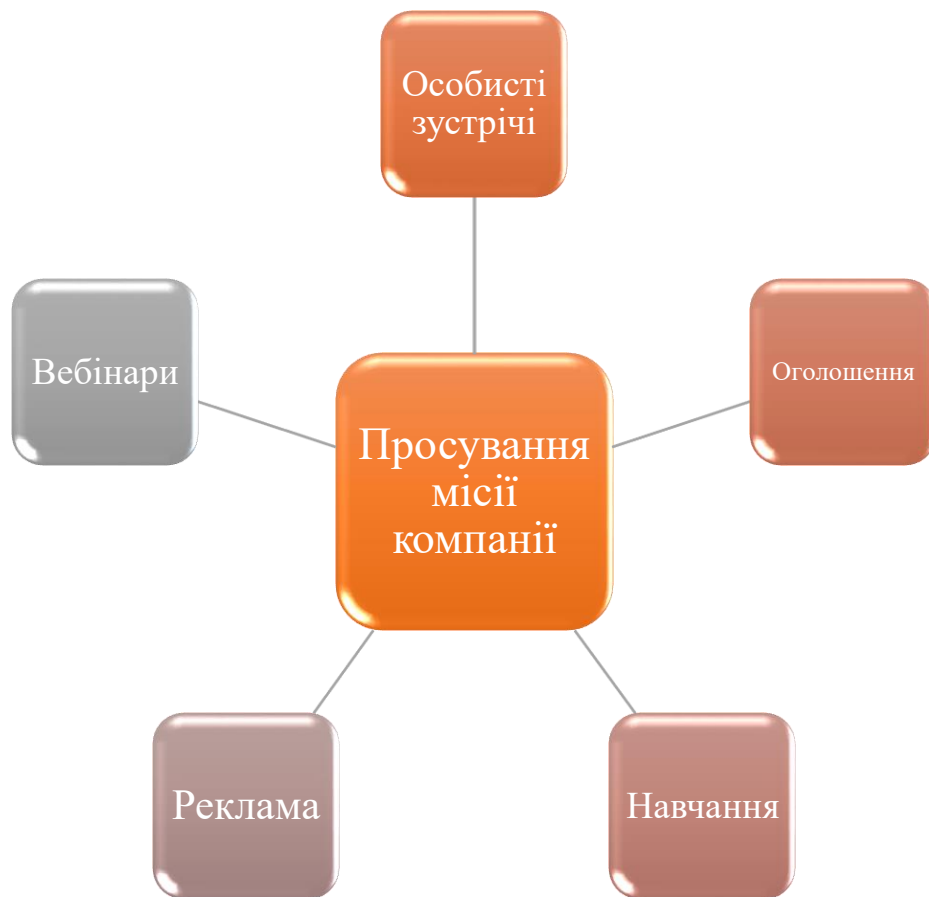 Особисті
зустрічі
Вебінари
Оголошення
Просування
місії
компанії
Реклама
Навчання